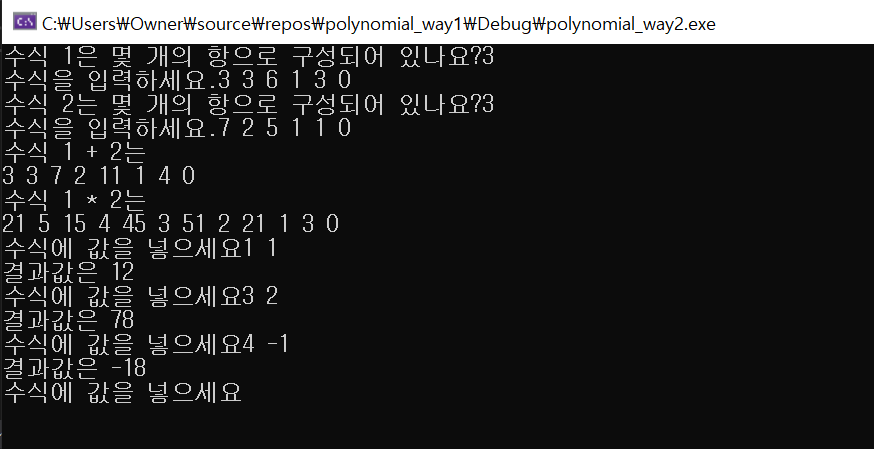 C:\Users\Owner\source\repos\polynomial_way1\Debug\polynomial_way2.exe
수식 1은 몇 개의 항으로 구성되어 있나요?3
수식을 입력하세요.3 3 6 1 3 0
수식 2는 몇 개의 항으로 구성되어 있나요?3
수식을 입력하세요.7 2 5 1 1 0
수식 1 + 2는
3 3 7 2 11 1 4 0
수식 1 * 2는
21 5 15 4 45 3 51 2 21 1 3 0
수식에 값을 넣으세요1 1
결과값은 12
수식에 값을 넣으세요3 2
결과값은 78
수식에 값을 넣으세요4 -1
결과값은 -18
수식에 값을 넣으세요